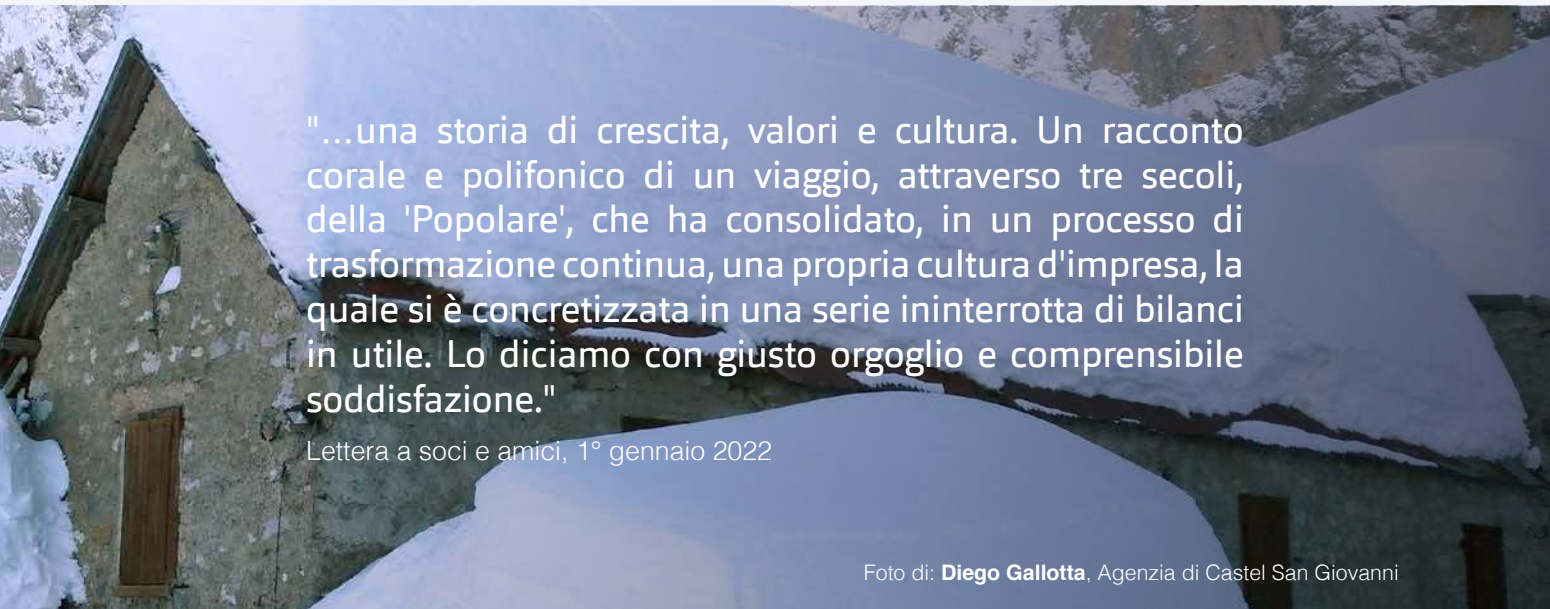 "...una storia di crescita, valori e cultura. Un racconto
corale e polifonico di un viaggio, attraverso tre secoli,
della 'Popolare', che ha consolidato, in un processo di
trasformazione continua, una propria cultura d'impresa, la
quale si è concretizzata in una serie ininterrotta di bilanci
in utile. Lo diciamo con giusto orgoglio e comprensibile
soddisfazione."
Lettera a soci e amici, 1° gennaio 2022
Foto di: Diego Gallotta, Agenzia di Castel San Giovanni